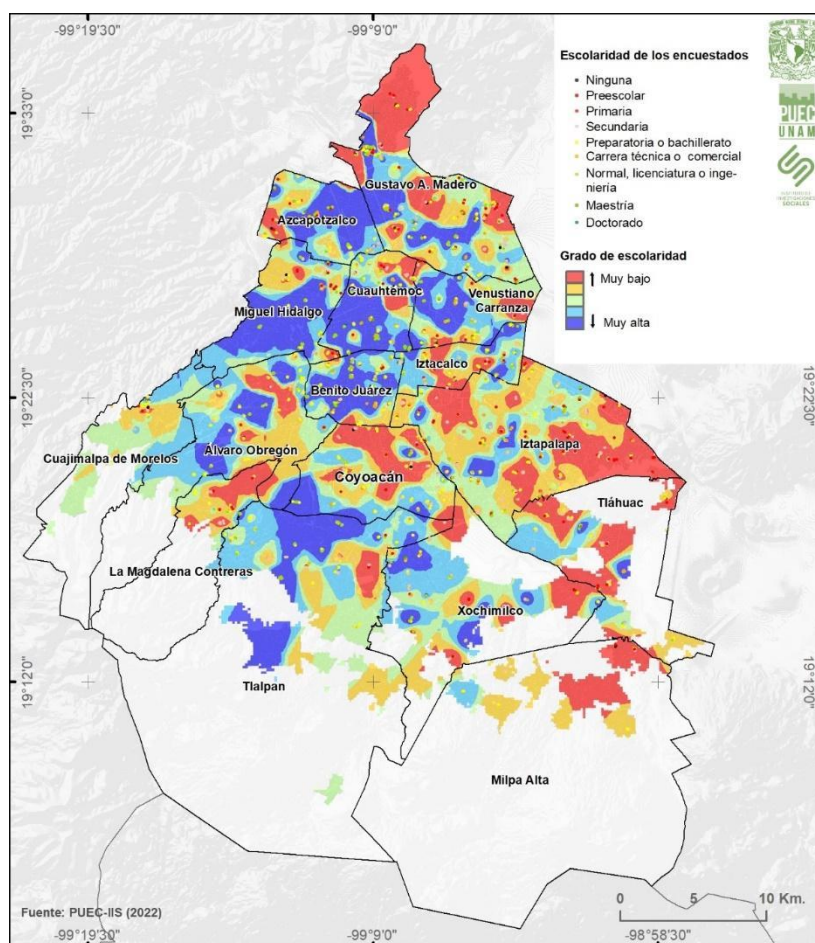 -99°19'30"
-99°9'0"
Escolaridad de los encuestados
Ninguna
Preescolar
Primaria
Secundaria
Preparatoria o bachillerato
Carrera técnica o comercial
Normal, licenciatura o inge-
niería
Maestría
Doctorado
PUEC
UNAM
INVESTIGACIONES
SOCIALES
Grado de escolaridad
Muy bajo
Muy alta
19°33'0"
Gustavo A. Madero
Azcapotzalco
Cuauhtemoc
Venustiano
Carranza
Miguel Hidalgo
Iztacalco
19°22'30"
19°22'30"
Benito Juárez
Álvaro Obregón
Iztapalapa
Cuajimalpa de Morelos
Coyoacán
Tláhuac
La Magdalena Contreras
Xochimilco
19°12'0"
Tlalpan
19°12'0"
Milpa Alta
0 5 10 Km.
Fuente: PUEC-IIS (2022)
-99°19'30"
-99°9'0"
-98°58'30"